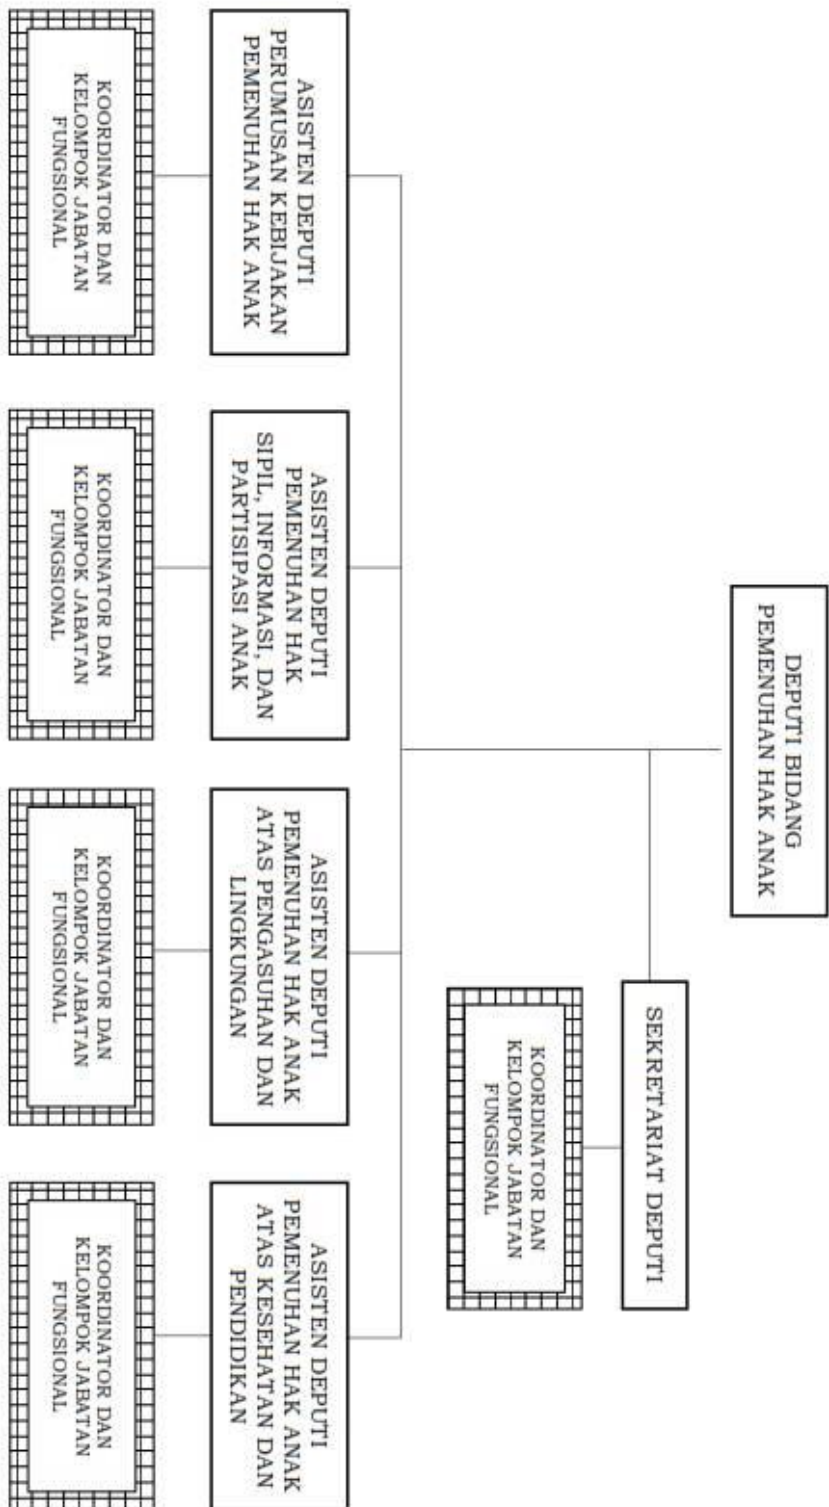 DEPUTI BIDANG
PEMENUHAN HAK ANAK
SEKRETARIAT DEPUTI
KOORDINATOR DAN
KELOMPOK JABATAN
FUNGSIONAL
ASISTEN DEPUTI
PERUMUSAN KEBIJAKAN
PEMENUHAN HAK ANAK
ASISTEN DEPUTI
PEMENUHAN HAK
SIPIL, INFORMASI, DAN
PARTISIPASI ANAK
ASISTEN DEPUTI
PEMENUHAN HAK ANAK
ATAS PENGASUHAN DAN
LINGKUNGAN
ASISTEN DEPUTI
PEMENUHAN HAK ANAK
ATAS KESEHATAN DAN
PENDIDIKAN
KOORDINATOR DAN
KELOMPOK JABATAN
FUNGSIONAL
KOORDINATOR DAN
KELOMPOK JABATAN
FUNGSIONAL
KOORDINATOR DAN
KELOMPOK JABATAN
FUNGSIONAL
KOORDINATOR DAN
KELOMPOK JABATAN
FUNGSIONAL